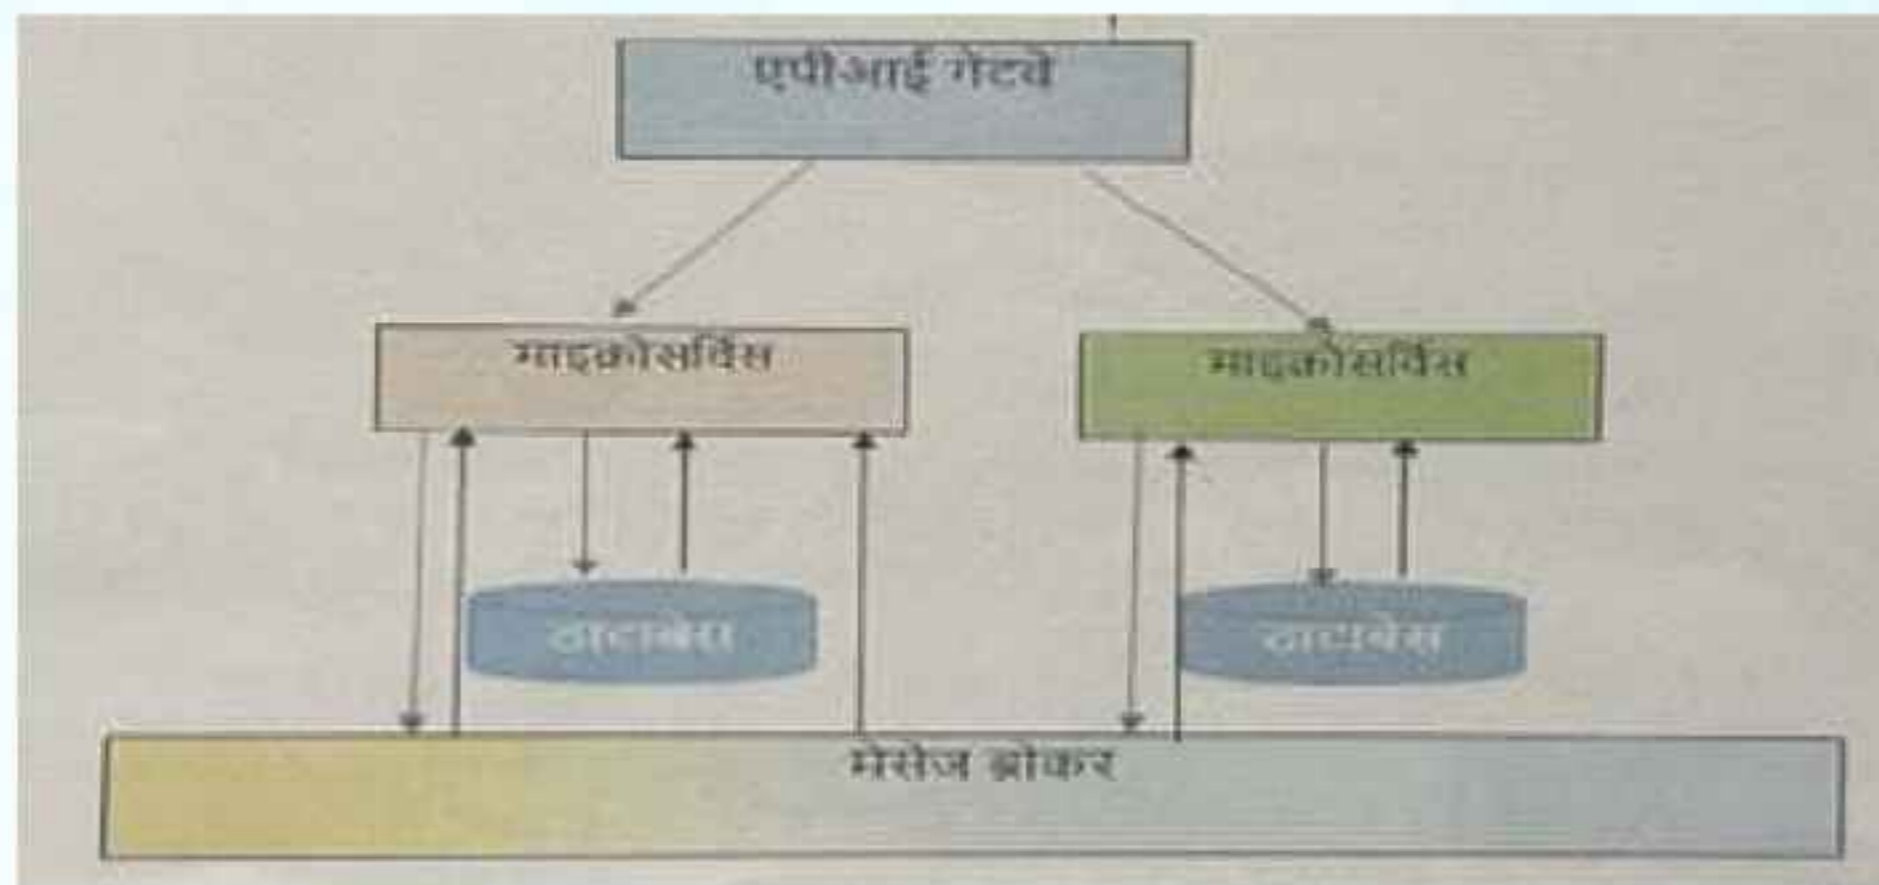 एपीआई गेटवे
माइक्रोसर्विस
माइक्रोसर्विस
डाटाबेस
डाटाबेस
मेसेज ब्रोकर